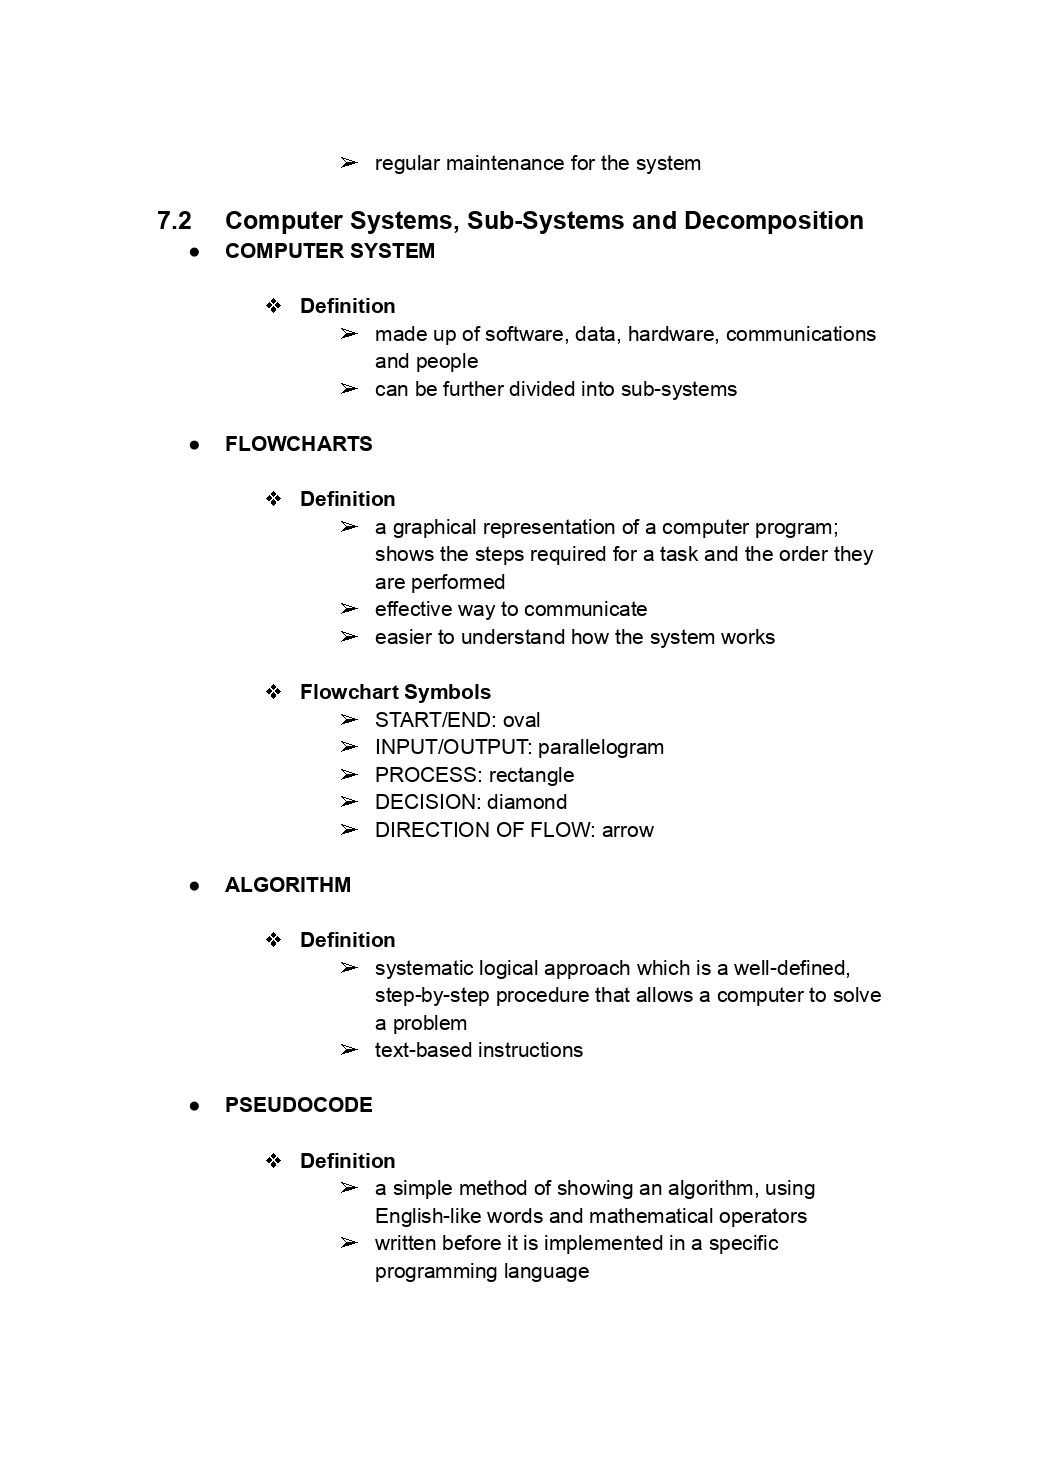 ➢ regular maintenance for the system
7.2 Computer Systems, Sub-Systems and Decomposition
● COMPUTER SYSTEM
❖ Definition
➢ made up of software, data, hardware, communications
and people
➢ can be further divided into sub-systems
● FLOWCHARTS
❖ Definition
➢ a graphical representation of a computer program;
shows the steps required for a task and the order they
are performed
➢ effective way to communicate
➢ easier to understand how the system works
❖ Flowchart Symbols
➢ START/END: oval
➢ INPUT/OUTPUT: parallelogram
➢ PROCESS: rectangle
➢ DECISION: diamond
➢ DIRECTION OF FLOW: arrow
● ALGORITHM
❖ Definition
➢ systematic logical approach which is a well-defined,
step-by-step procedure that allows a computer to solve
a problem
➢ text-based instructions
● PSEUDOCODE
❖ Definition
➢ a simple method of showing an algorithm, using
English-like words and mathematical operators
➢ written before it is implemented in a specific
programming language